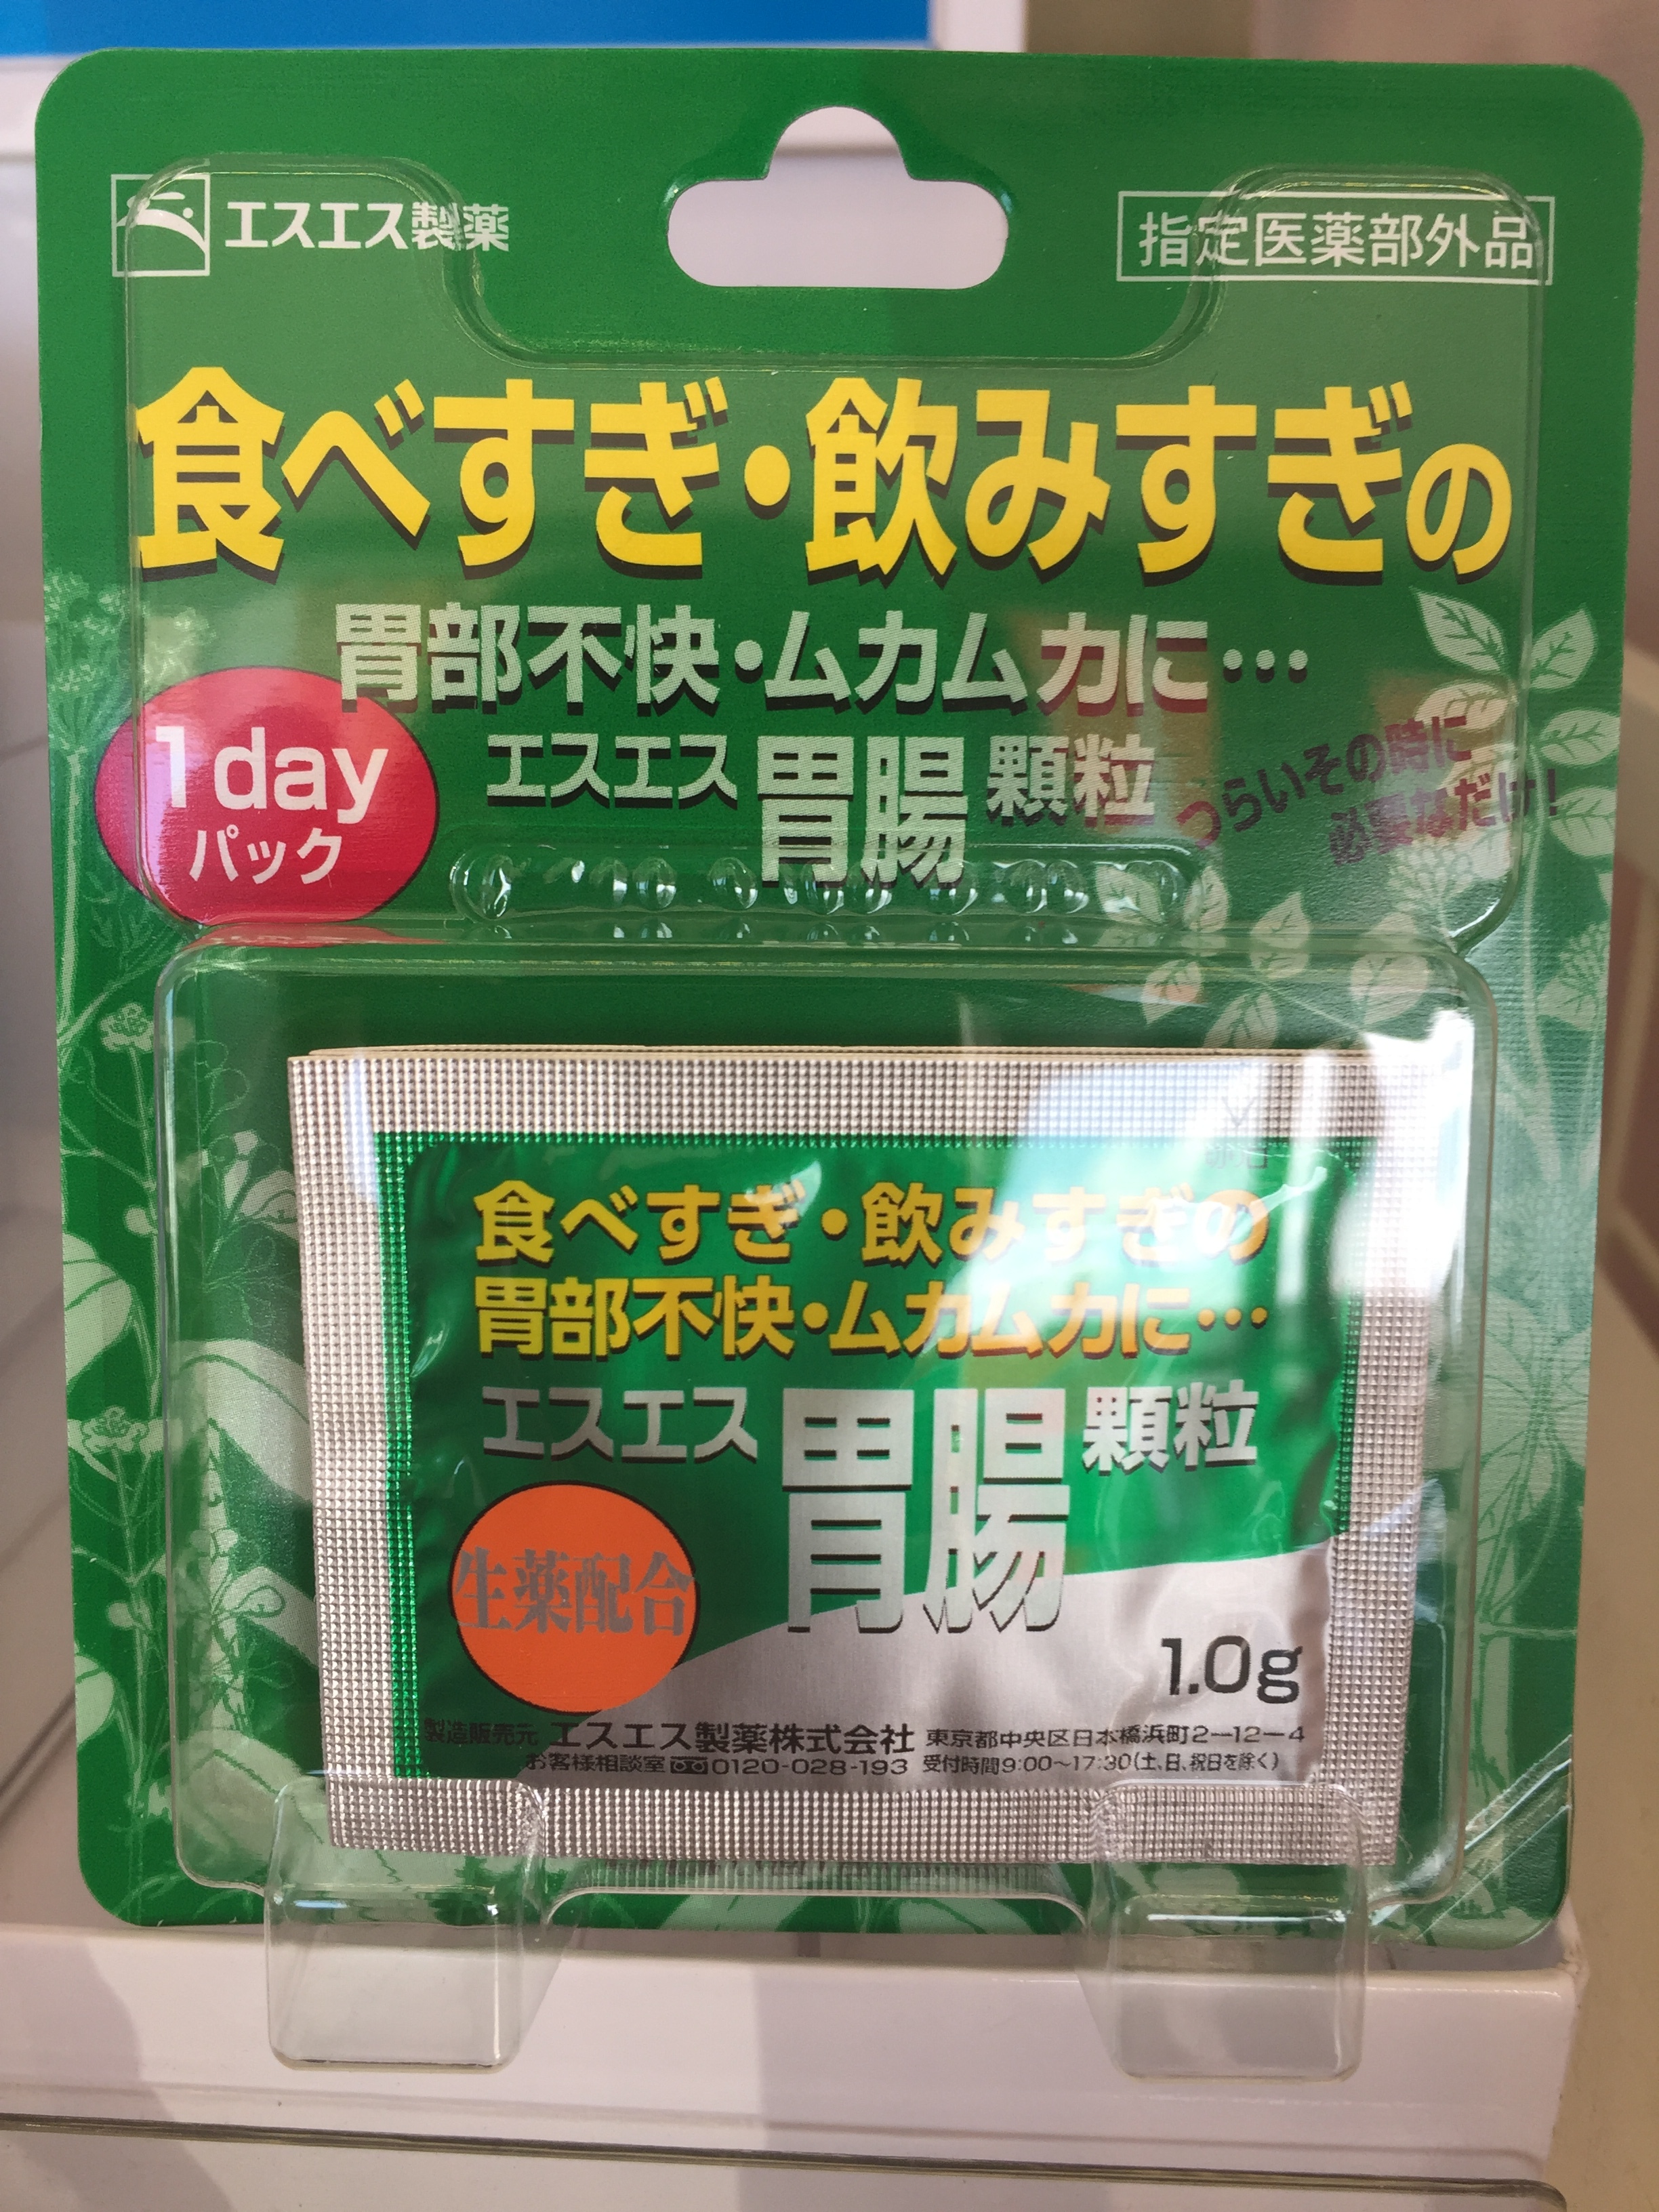 エスエス製薬
指定医薬部外品
食べすぎ・飲みすぎの
胃部不快・ムカムカに…
1day
パック
エスエス胃腸顆粒
つらいその時に
必要なだけ!
食べすぎ・飲みすぎの
胃部不快・ムカムカに…
エスエス胃腸顆粒
生薬配合
1.0g
製造販売元 エスエス製薬株式会社 東京都中央区日本橋浜町2-12-4
お客様相談室 0120-028-193 受付時間9:00~17:30(土、日、祝日を除く)